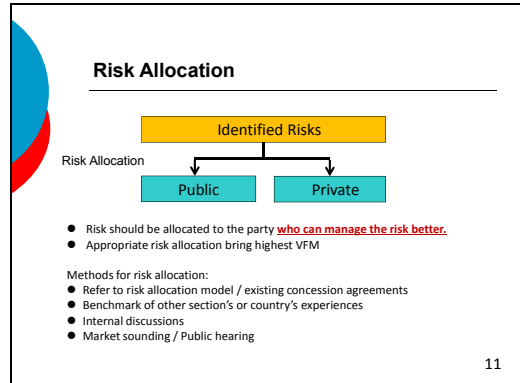 Risk Allocation
Identified Risks
Risk Allocation
Public
Private
● Risk should be allocated to the party who can manage the risk better.
● Appropriate risk allocation bring highest VFM
Methods for risk allocation:
● Refer to risk allocation model / existing concession agreements
● Benchmark of other section's or country's experiences
● Internal discussions
● Market sounding / Public hearing
11